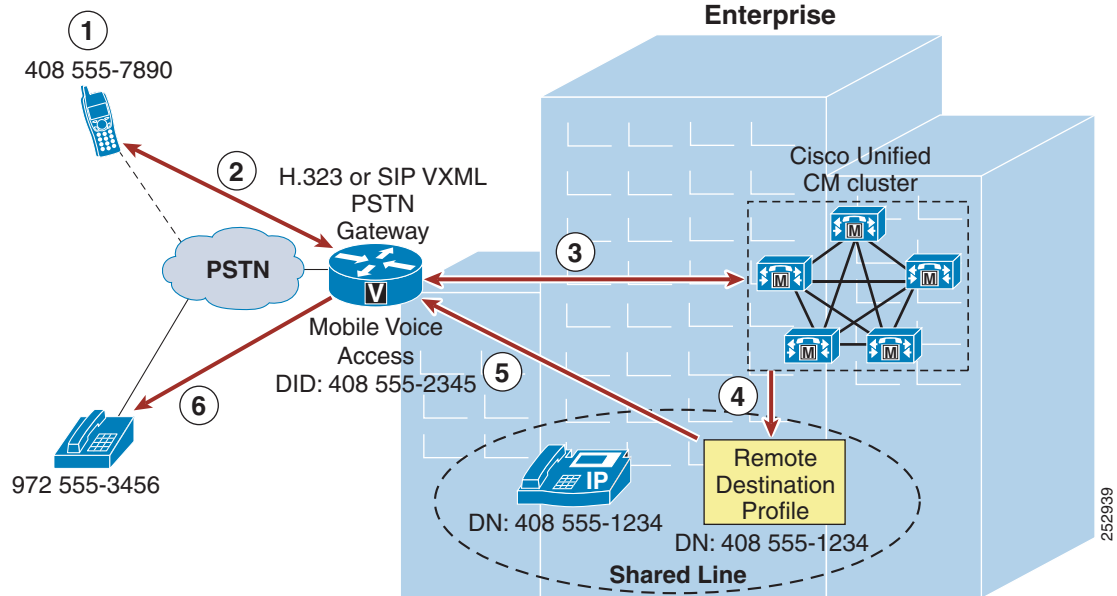 Enterprise
1
408 555-7890
2
H.323 or SIP VXML
PSTN
Gateway
Cisco Unified
CM cluster
M
M
M
M
M
3
PSTN
V
Mobile Voice
Access
DID: 408 555-2345
5
4
6
972 555-3456
IP
DN: 408 555-1234
Remote
Destination
Profile
DN: 408 555-1234
Shared Line
252939